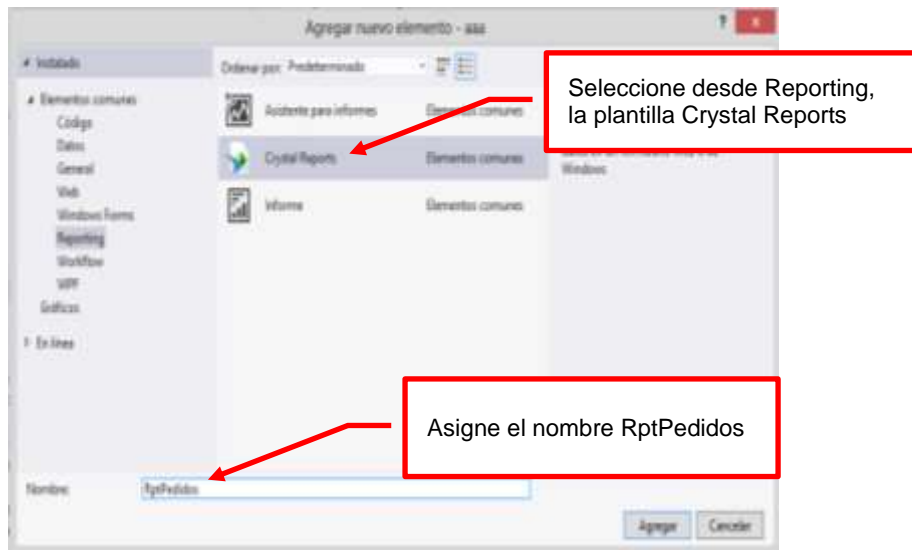 Agregar nuevo elemento - aaa
?
x
Instalado
Ordenar por: Predeterminado
Elementos comunes
Código
Datos
General
Web
Windows Forms
Reporting
Workflow
WPF
Gráficos
En línea
Asistente para informes
Elementos comunes
Crystal Reports
Elementos comunes
Informe
Elementos comunes
Seleccione desde Reporting,
la plantilla Crystal Reports
Windows
Asigne el nombre RptPedidos
Nombre:
RptPedidos
Agregar
Cancelar